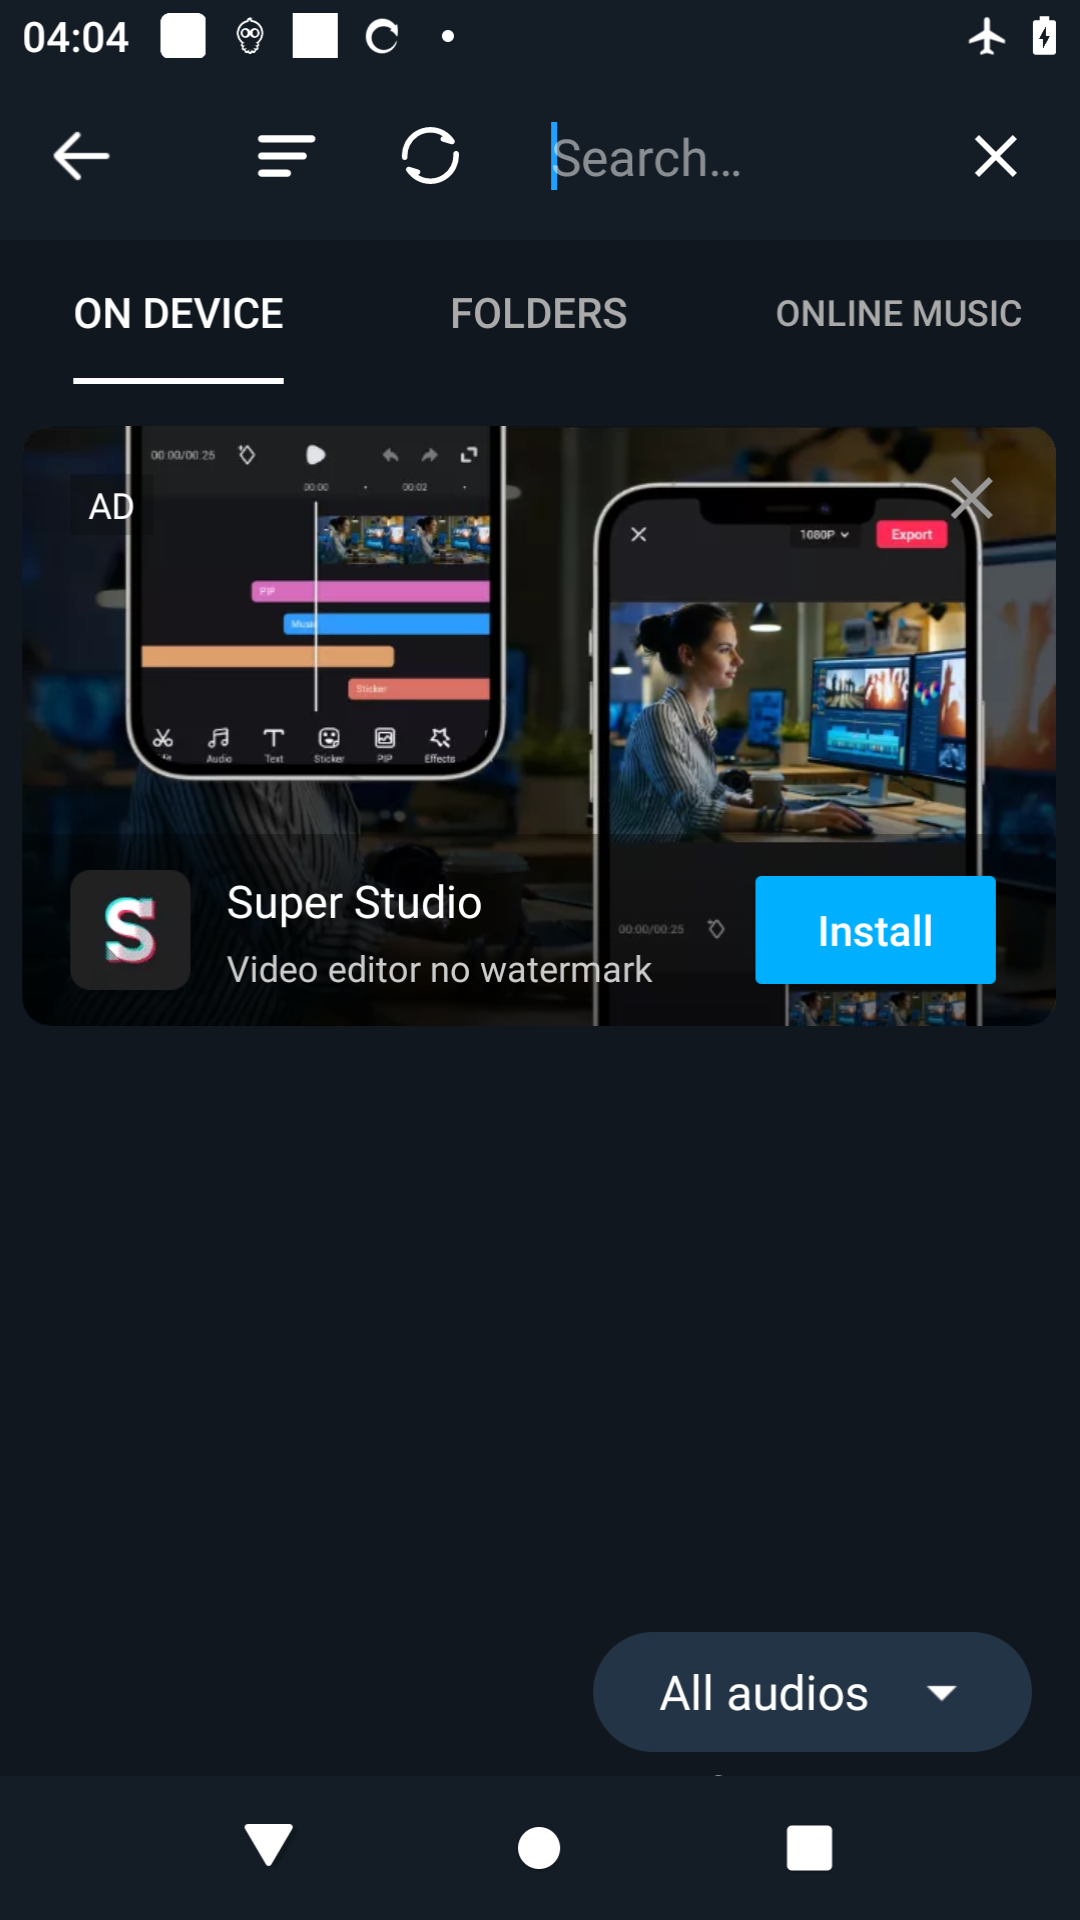 04:04
Search...
ON DEVICE
FOLDERS
ONLINE MUSIC
00:00/00:25
00:00
00:02
AD
1080P
Export
PIP
Music
Sticker
Audio
Text
Sticker
PIP
Effects
Super Studio
Video editor no watermark
00:00/00:25
Install
All audios